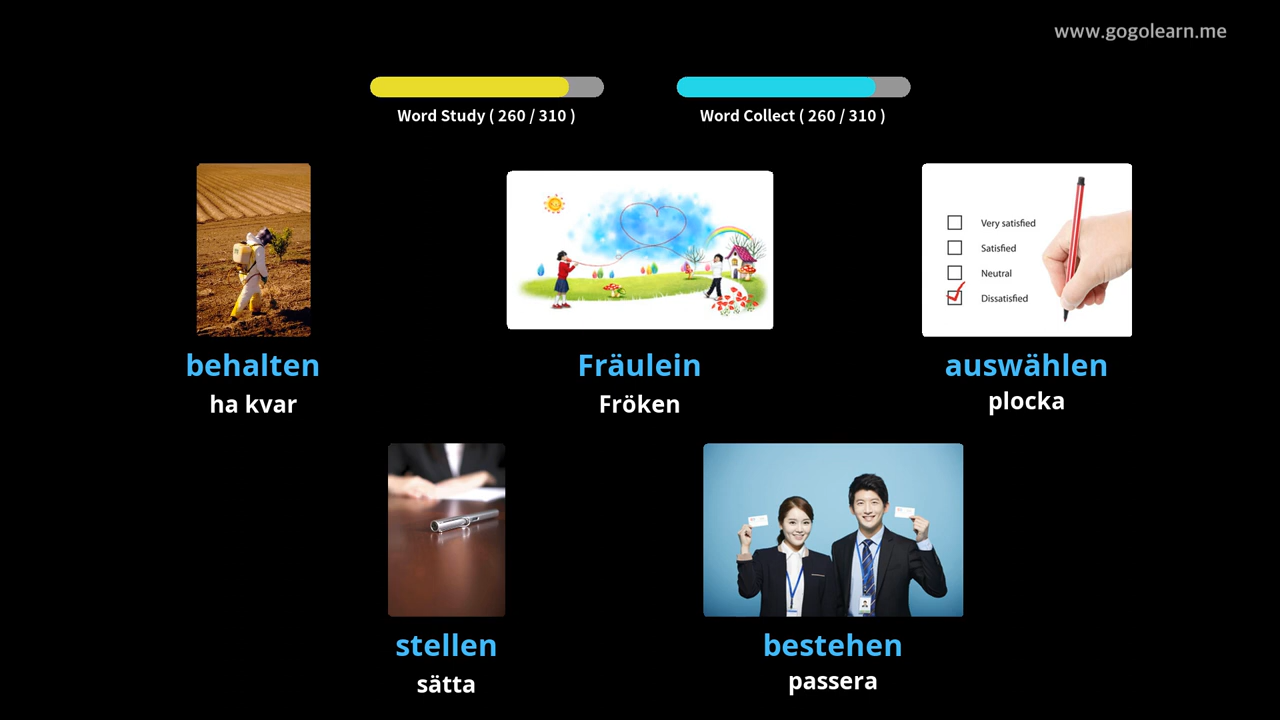 www.gogolearn.me
Word Study ( 260 / 310 )
Word Collect ( 260 / 310 )
Very satisfied
Satisfied
Neutral
Dissatisfied
behalten
ha kvar
Fräulein
Fröken
auswählen
plocka
stellen
sätta
bestehen
passera